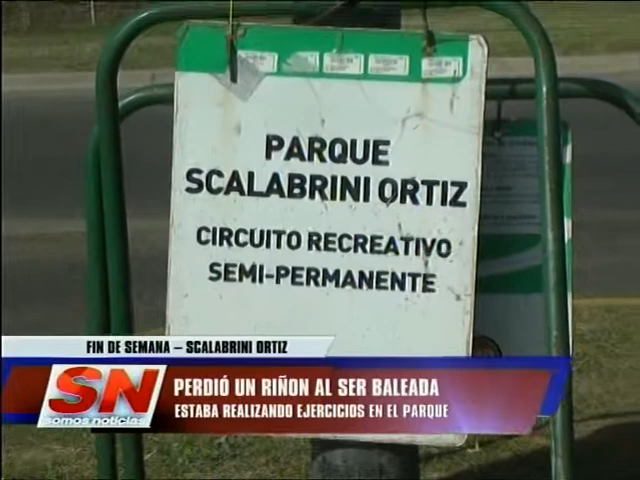 PARQUE
SCALABRINI ORTIZ
CIRCUITO RECREATIVO
SEMI-PERMANENTE
FIN DE SEMANA – SCALABRINI ORTIZ
SN
somos noticias
PERDIÓ UN RIÑON AL SER BALEADA
ESTABA REALIZANDO EJERCICIOS EN EL PARQUE